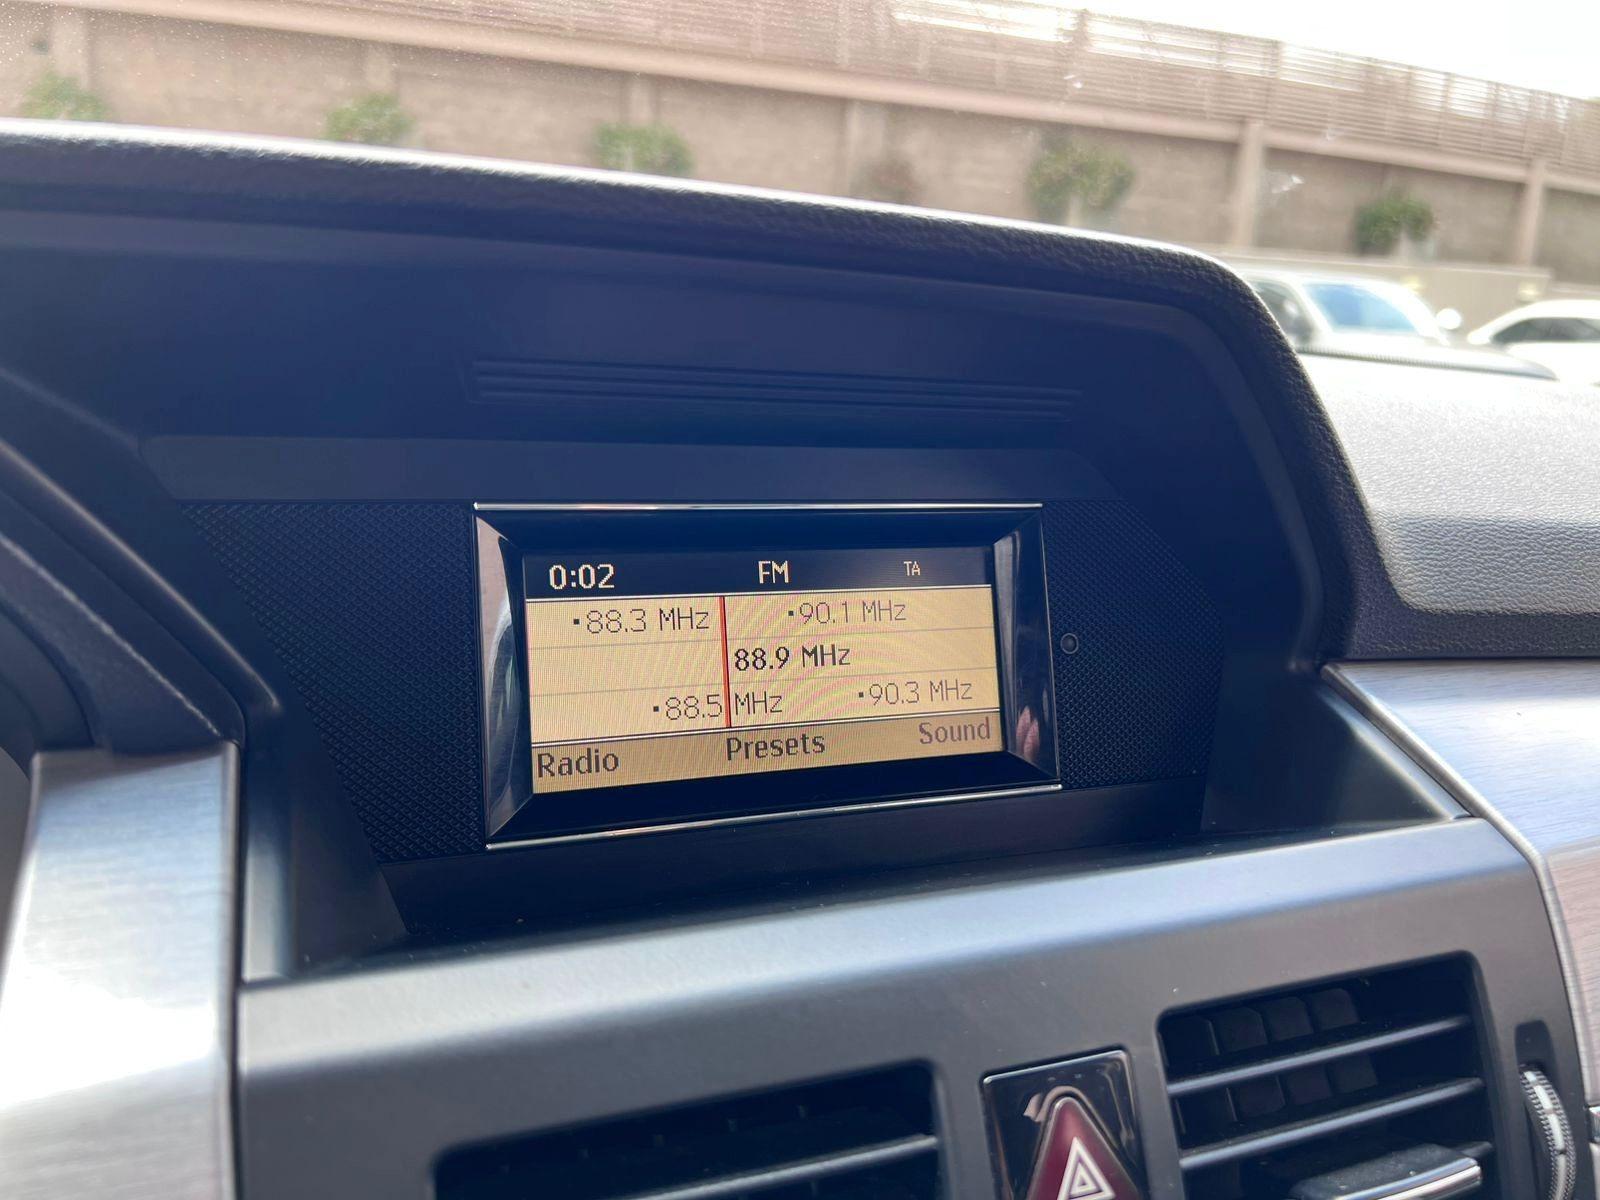 0:02 FM TA
▪88.3 MHz ▪90.1 MHz
88.9 MHz
▪88.5 MHz ▪90.3 MHz
Radio Presets Sound